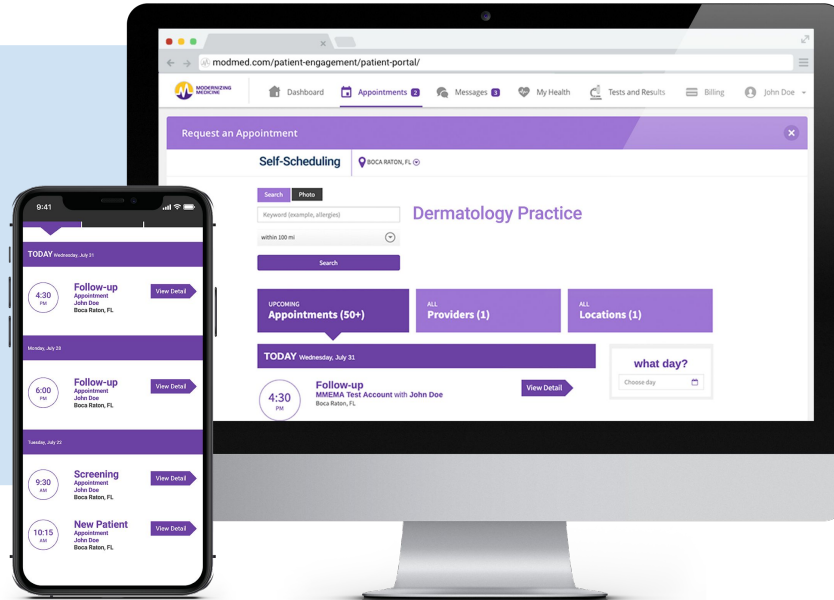 modmed.com/patient-engagement/patient-portal/
MODERNIZING
MEDICINE
Dashboard
Appointments 2
Messages 3
My Health
Tests and Results
Billing
John Doe
Request an Appointment
Self-Scheduling
BOCA RATON, FL
Search
Photo
Keyword (example, allergies)
Dermatology Practice
within 100 mi
Search
UPCOMING
Appointments (50+)
ALL
Providers (1)
ALL
Locations (1)
TODAY Wednesday, July 31
what day?
Choose day
4:30
PM
Follow-up
MMEMA Test Account with John Doe
Boca Raton, FL
View Detail
9:41
TODAY Wednesday, July 21
4:30
PM
Follow-up
Appointment
John Doe
Boca Raton, FL
View Detail
Monday, July 20
6:00
PM
Follow-up
Appointment
John Doe
Boca Raton, FL
View Detail
Tuesday, July 22
9:30
AM
Screening
Appointment
John Doe
Boca Raton, FL
View Detail
10:15
AM
New Patient
Appointment
John Doe
Boca Raton, FL
View Detail